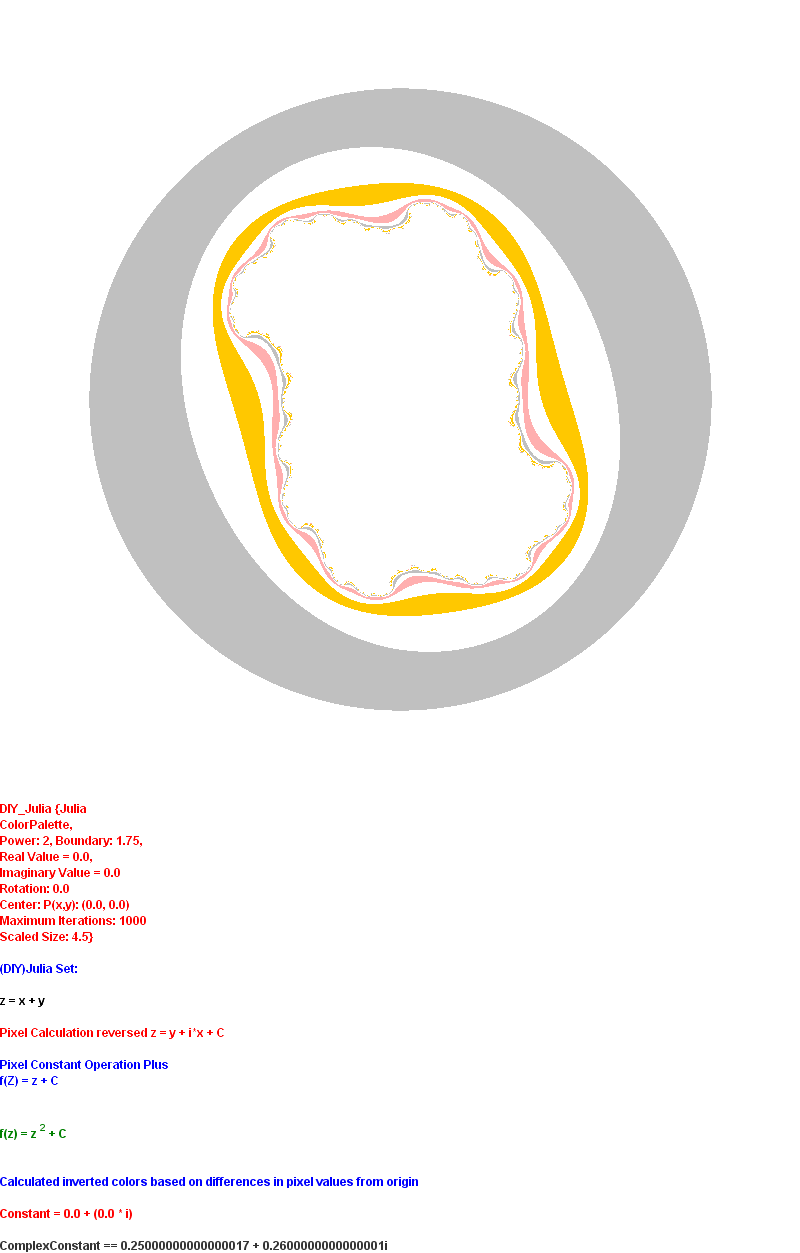 DIY_Julia {Julia
ColorPalette,
Power: 2, Boundary: 1.75,
Real Value = 0.0,
Imaginary Value = 0.0
Rotation: 0.0
Center: P(x,y): (0.0, 0.0)
Maximum Iterations: 1000
Scaled Size: 4.5}
(DIY)Julia Set:
z = x + y
Pixel Calculation reversed z = y + i*x + C
Pixel Constant Operation Plus
f(Z) = z + C
f(z) = z 2 + C
Calculated inverted colors based on differences in pixel values from origin
Constant = 0.0 + (0.0 * i)
ComplexConstant == 0.25000000000000017 + 0.2600000000000001i